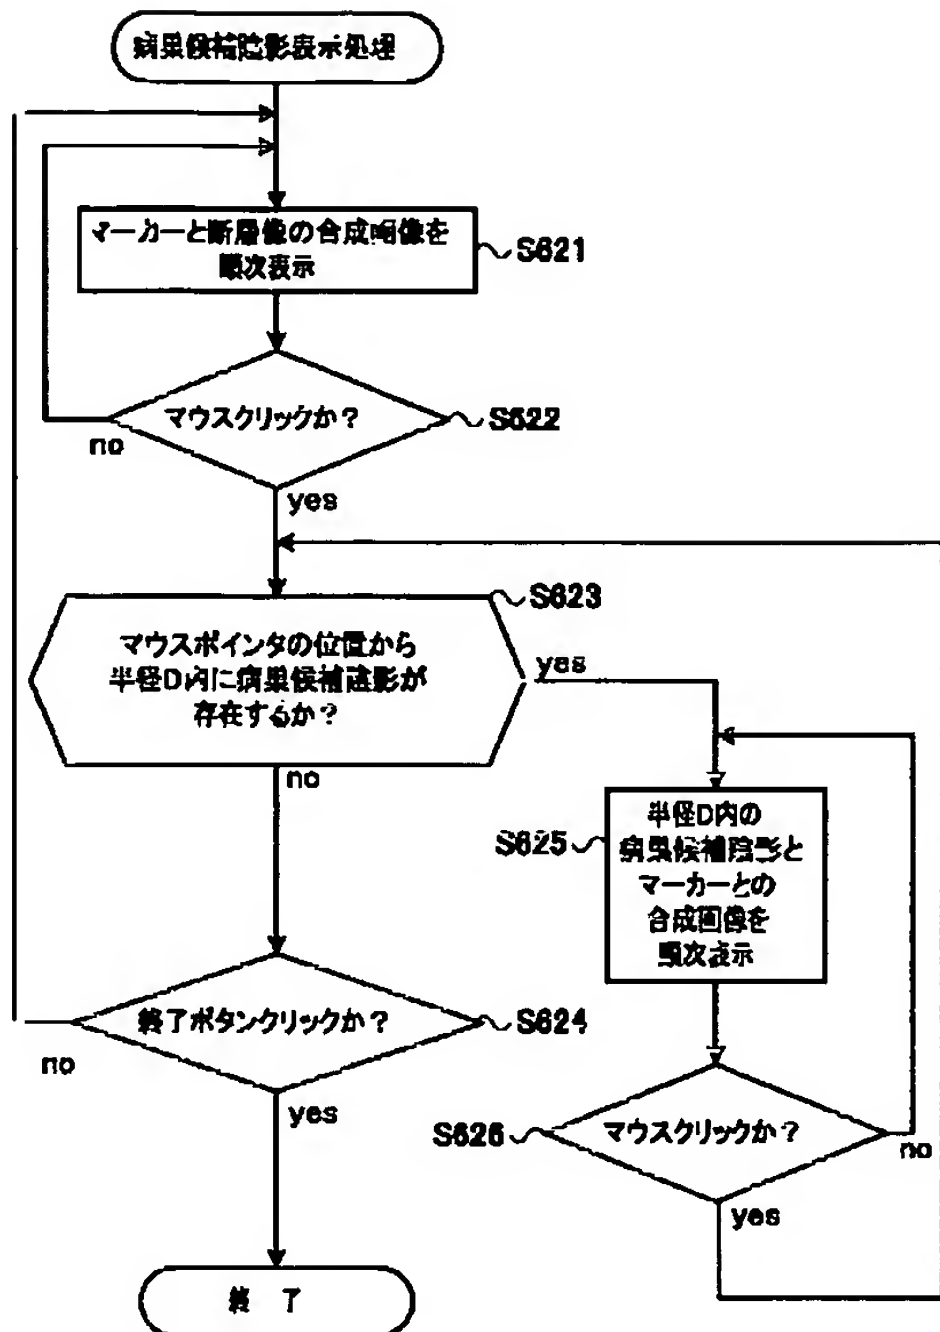 病巣候補陰影表示処理
マーカーと断層像の合成画像を
順次表示
S621
マウスクリックか？
S622
no
yes
S623
マウスポインタの位置から
半径D内に病巣候補陰影が
存在するか？
yes
no
S625
半径D内の
病巣候補陰影と
マーカーとの
合成画像を
順次表示
終了ボタンクリックか？
S624
no
yes
S626
マウスクリックか？
no
yes
終 了